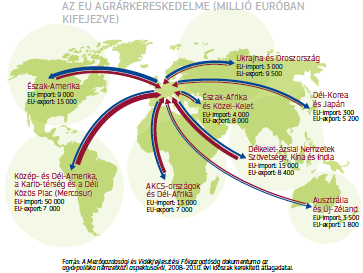 AZ EU AGRÁRKERESKEDELME (MILLIÓ EURÓBAN
KIFEJEZVE)
Észak-Amerika
EU-import: 9 000
EU-export: 15 000
Ukrajna és Oroszország
EU-import: 3 000
EU-export: 9 500
Észak-Afrika
és Közel-Kelet
EU-import: 4 000
EU-export: 8 000
Dél-Korea
és Japán
EU-import: 300
EU-export: 5 200
Délkelet-ázsiai Nemzetek
Szövetsége, Kína és India
EU-import: 15 000
EU-export: 8 400
Közép- és Dél-Amerika,
a Karib-térség és a Déli
Közös Piac (Mercosur)
EU-import: 50 000
EU-export: 7 000
AKCS-országok
és Dél-Afrika
EU-import: 13 000
EU-export: 7 000
Ausztrália
és Új-Zéland
EU-import: 3 500
EU-export: 1 800
Forrás: A Mezőgazdasági és Vidékfejlesztési Főigazgatóság dokumentuma az
agrárpolitika nemzetközi aspektusairól, 2008–2010. évi időszak kerekített átlagadatai.